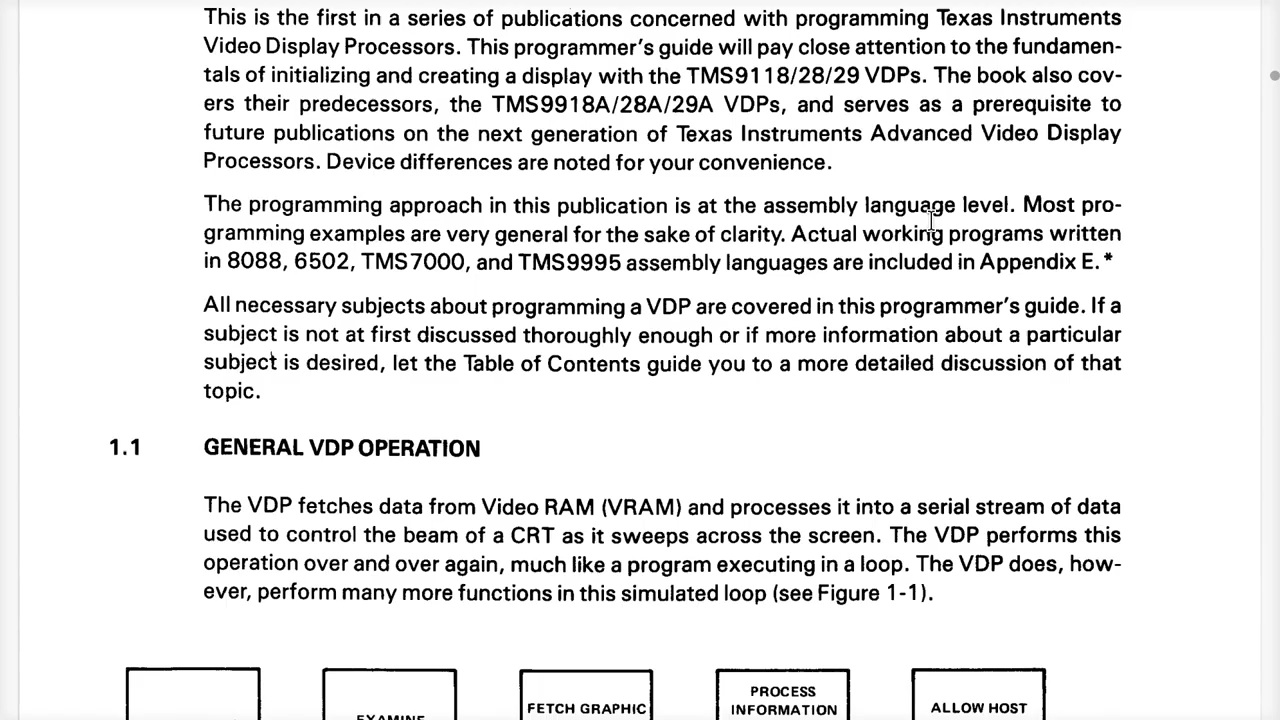 This is the first in a series of publications concerned with programming Texas Instruments
Video Display Processors. This programmer's guide will pay close attention to the fundamen-
tals of initializing and creating a display with the TMS9118/28/29 VDPs. The book also cov-
ers their predecessors, the TMS9918A/28A/29A VDPs, and serves as a prerequisite to
future publications on the next generation of Texas Instruments Advanced Video Display
Processors. Device differences are noted for your convenience.
The programming approach in this publication is at the assembly language level. Most pro-
gramming examples are very general for the sake of clarity. Actual working programs written
in 8088, 6502, TMS7000, and TMS9995 assembly languages are included in Appendix E.*
All necessary subjects about programming a VDP are covered in this programmer's guide. If a
subject is not at first discussed thoroughly enough or if more information about a particular
subject is desired, let the Table of Contents guide you to a more detailed discussion of that
topic.
1.1 GENERAL VDP OPERATION
The VDP fetches data from Video RAM (VRAM) and processes it into a serial stream of data
used to control the beam of a CRT as it sweeps across the screen. The VDP performs this
operation over and over again, much like a program executing in a loop. The VDP does, how-
ever, perform many more functions in this simulated loop (see Figure 1-1).
EXAMINE
FETCH GRAPHIC
PROCESS
INFORMATION
ALLOW HOST